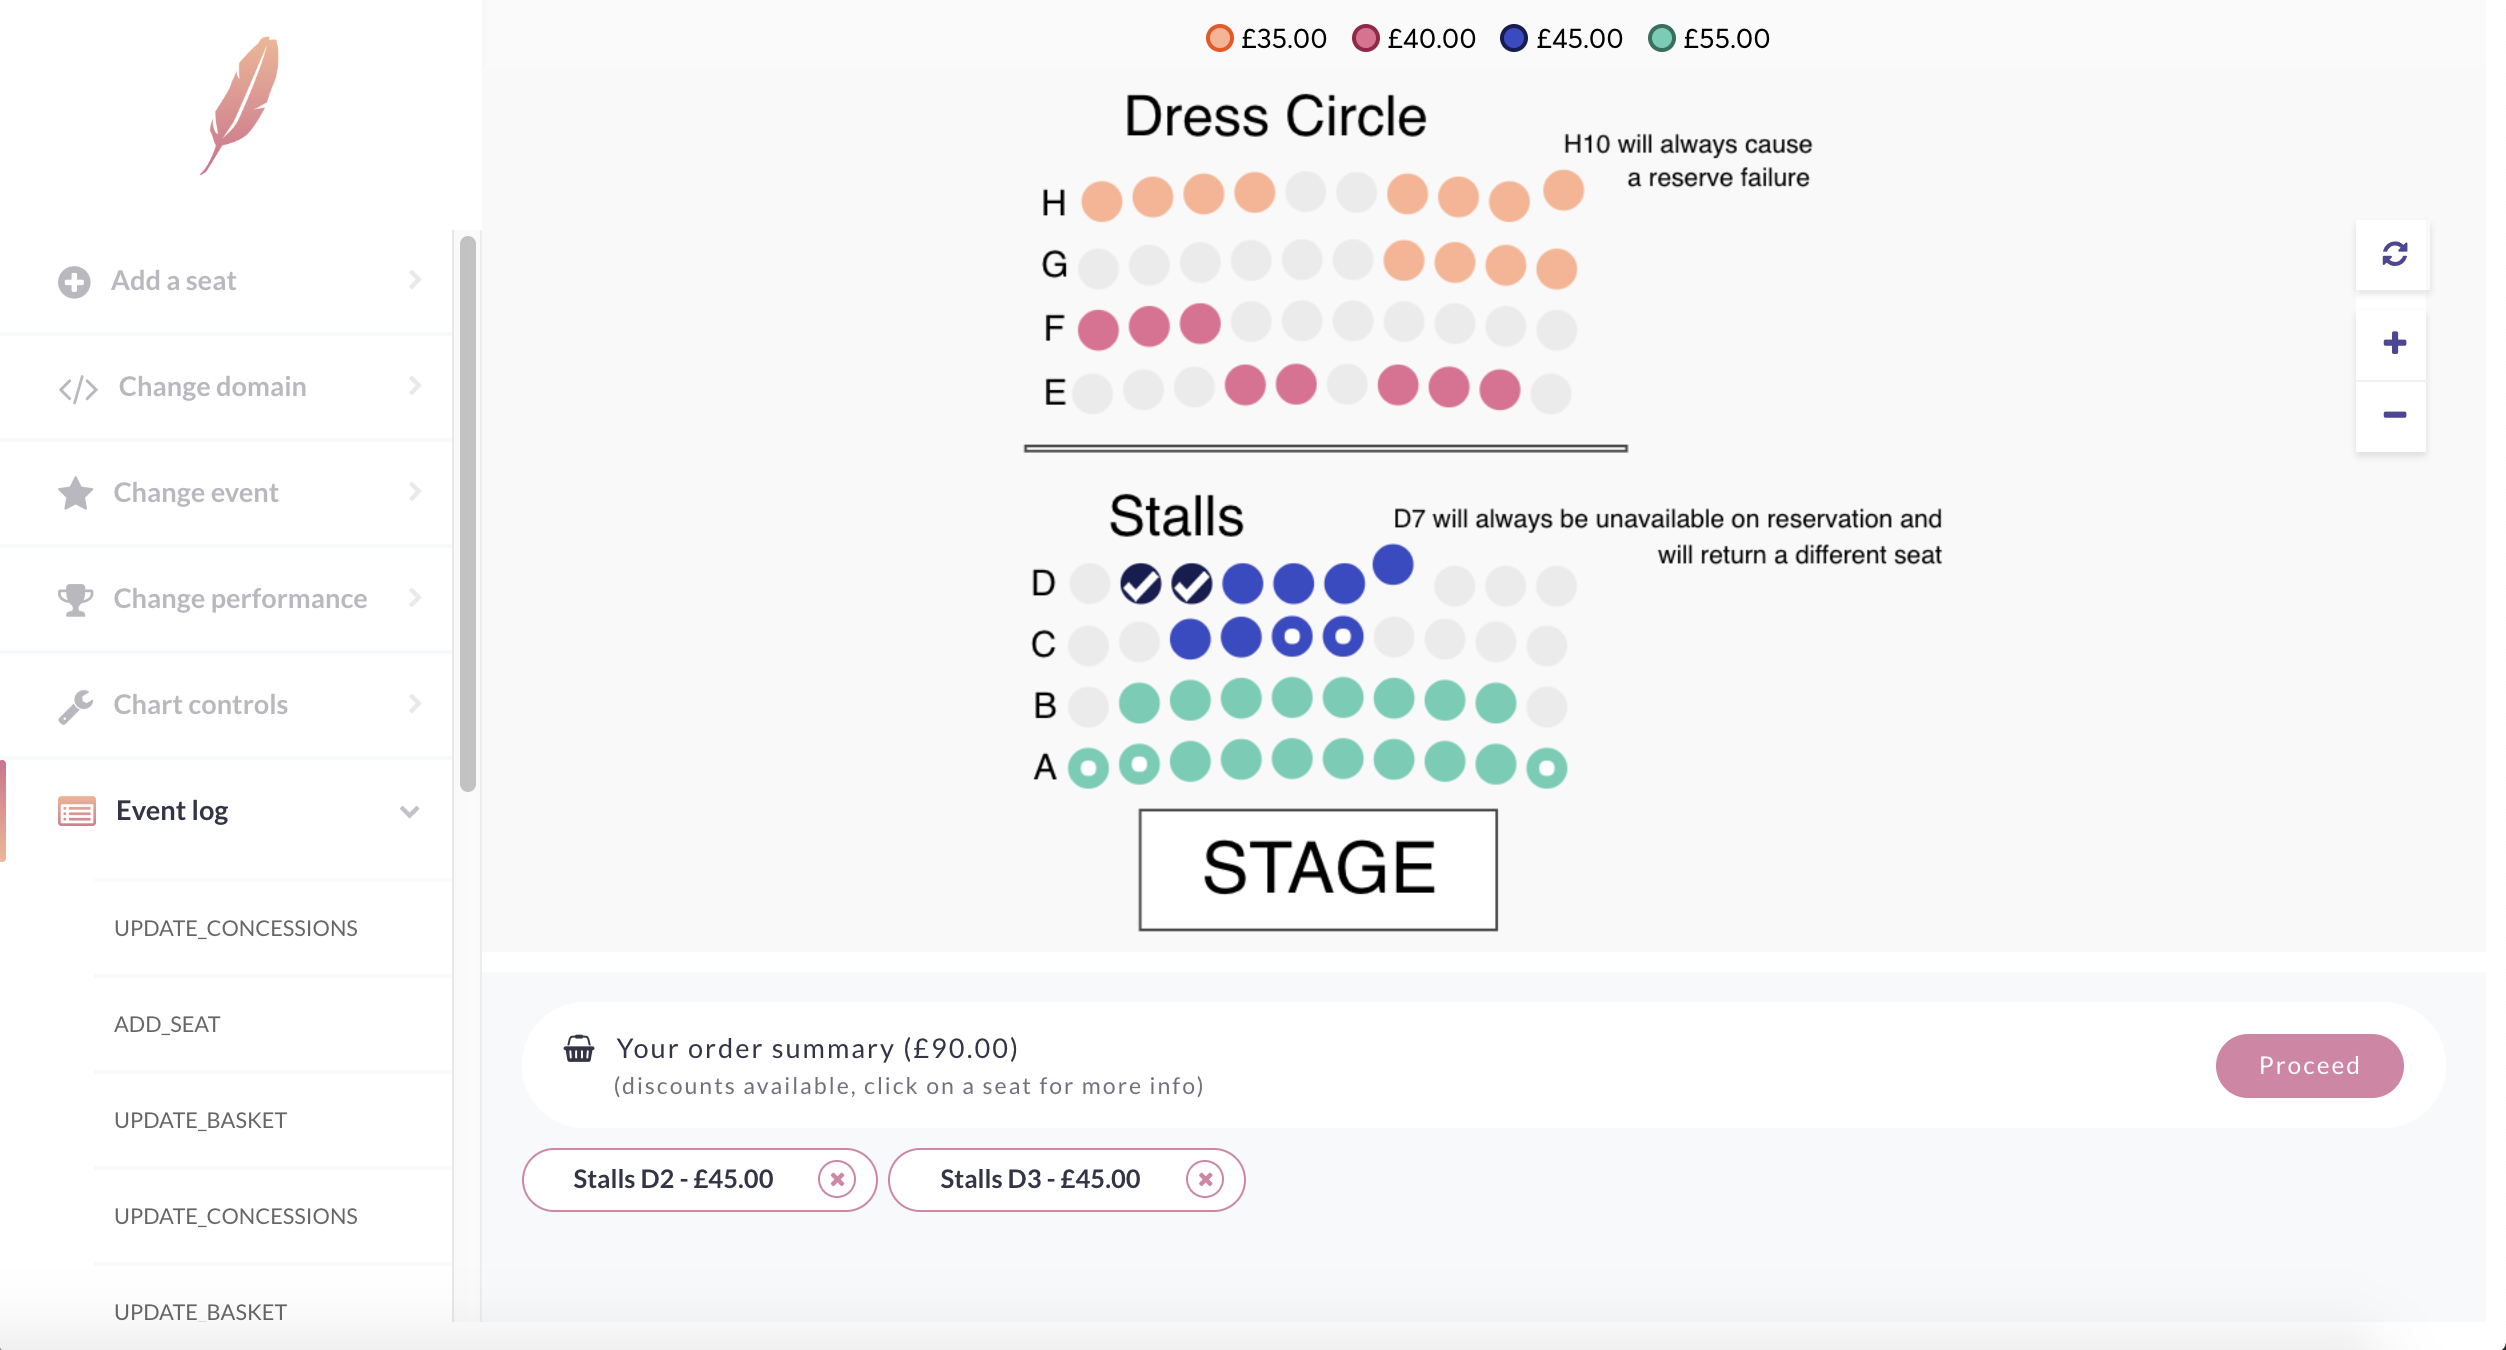 £35.00 £40.00 £45.00 £55.00
Dress Circle
H10 will always cause
a reserve failure
H
G
F
E
Stalls
D7 will always be unavailable on reservation and
will return a different seat
D
C
B
A
STAGE
Add a seat
Change domain
Change event
Change performance
Chart controls
Event log
UPDATE_CONCESSIONS
ADD_SEAT
UPDATE_BASKET
UPDATE_CONCESSIONS
UPDATE_BASKET
Your order summary (£90.00)
(discounts available, click on a seat for more info)
Proceed
Stalls D2 - £45.00
Stalls D3 - £45.00